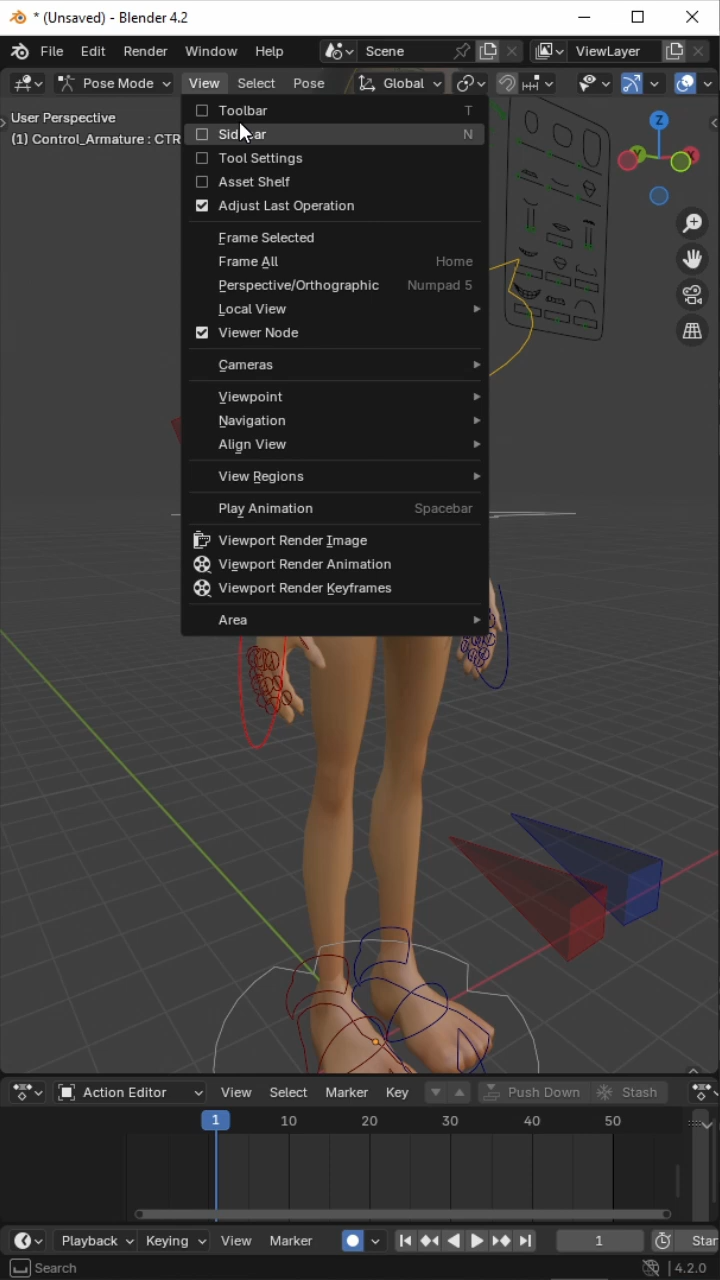 * (Unsaved) - Blender 4.2
File Edit Render Window Help Scene ViewLayer
Pose Mode View Select Pose Global
User Perspective
(1) Control_Armature : CTR
Toolbar T
Sidebar N
Tool Settings
Asset Shelf
Adjust Last Operation
Frame Selected
Frame All Home
Perspective/Orthographic Numpad 5
Local View
Viewer Node
Cameras
Viewpoint
Navigation
Align View
View Regions
Play Animation Spacebar
Viewport Render Image
Viewport Render Animation
Viewport Render Keyframes
Area
Z
Y X
Action Editor View Select Marker Key Push Down Stash
1 10 20 30 40 50
Playback Keying View Marker 1 Star
Search 4.2.0